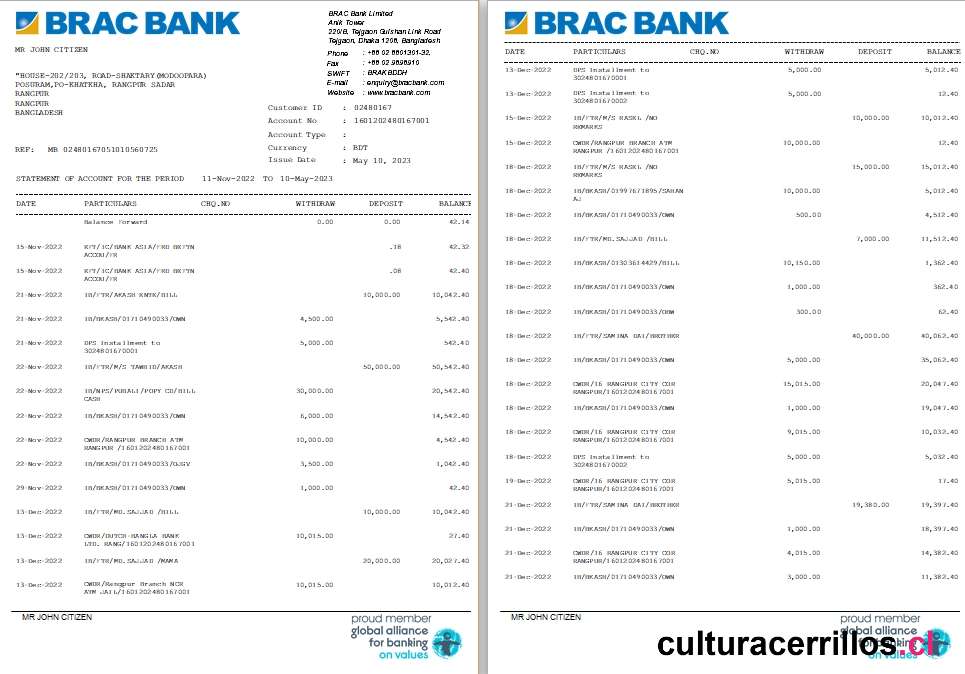 BRAC BANK
BRAC Bank Limited
Anik Tower
220/B, Tejgaon Gulshan Link Road
Tejgaon, Dhaka 1208, Bangladesh
Phone : +88 02 8801301-32,
Fax : +88 02 9898910
SWIFT : BRAKBDDH
E-mail : enquiry@bracbank.com
Website : www.bracbank.com
MR JOHN CITIZEN
"HOUSE-202/203, ROAD-SHAKTARY(MODOOPARA)
POSURAM,PO-KHATKHA, RANGPUR SADAR
RANGPUR
RANGPUR
BANGLADESH
Customer ID : 02480167
Account No : 1601202480167001
Account Type :
Currency : BDT
Issue Date : May 10, 2023
REF: MB 02480167051010560725
STATEMENT OF ACCOUNT FOR THE PERIOD 11-Nov-2022 TO 10-May-2023
DATE PARTICULARS CHQ.NO WITHDRAW DEPOSIT BALANCE
Balance Forward 0.00 0.00 42.14
15-Nov-2022 EFT/IC/BANK ASIA/FRD BKFTN .18 42.32
ACCOU/FR
15-Nov-2022 EFT/IC/BANK ASIA/FRD BKFTN .08 42.40
ACCOU/FR
21-Nov-2022 IB/FTR/AKASH ENTR/BILL 10,000.00 10,042.40
21-Nov-2022 IB/BKASH/01710490033/OWN 4,500.00 5,542.40
21-Nov-2022 DPS Installment to 5,000.00 542.40
3024801670001
22-Nov-2022 IB/FTR/M/S TAWHID/AKASH 50,000.00 50,542.40
22-Nov-2022 IB/NPS/PUBALI/POPY CO/BILL 30,000.00 20,542.40
CASH
22-Nov-2022 IB/BKASH/01710490033/OWN 6,000.00 14,542.40
22-Nov-2022 CWDR/RANGPUR BRANCH ATM 10,000.00 4,542.40
RANGPUR /1601202480167001
22-Nov-2022 IB/BKASH/01710490033/OJGV 3,500.00 1,042.40
29-Nov-2022 IB/BKASH/01710490033/OWN 1,000.00 42.40
13-Dec-2022 IB/FTR/MD.SAJJAD /BILL 10,000.00 10,042.40
13-Dec-2022 CWDR/DUTCH-BANGLA BANK 10,015.00 27.40
LTD. RANG/1601202480167001
13-Dec-2022 IB/FTR/MD.SAJJAD /MAMA 20,000.00 20,027.40
13-Dec-2022 CWDR/Rangpur Branch NCR 10,015.00 10,012.40
ATM JAIL/1601202480167001
MR JOHN CITIZEN
proud member
global alliance
for banking
on values
BRAC BANK
DATE PARTICULARS CHQ.NO WITHDRAW DEPOSIT BALANCE
13-Dec-2022 DPS Installment to 5,000.00 5,012.40
3024801670001
13-Dec-2022 DPS Installment to 5,000.00 12.40
3024801670002
15-Dec-2022 IB/FTR/M/S RASEL /NO 10,000.00 10,012.40
REMARKS
15-Dec-2022 CWDR/RANGPUR BRANCH ATM 10,000.00 12.40
RANGPUR /1601202480167001
18-Dec-2022 IB/FTR/M/S RASEL /NO 15,000.00 15,012.40
REMARKS
18-Dec-2022 IB/BKASH/01997671895/SAHAN 10,000.00 5,012.40
AJ
18-Dec-2022 IB/BKASH/01710490033/OWN 500.00 4,512.40
18-Dec-2022 IB/FTR/MD.SAJJAD /BILL 7,000.00 11,512.40
18-Dec-2022 IB/BKASH/01303614429/BILL 10,150.00 1,362.40
18-Dec-2022 IB/BKASH/01710490033/OWN 1,000.00 362.40
18-Dec-2022 IB/BKASH/01710490033/OBW 300.00 62.40
18-Dec-2022 IB/FTR/SAMINA DAI/BROTHER 40,000.00 40,062.40
18-Dec-2022 IB/BKASH/01710490033/OWN 5,000.00 35,062.40
18-Dec-2022 CWDR/16 RANGPUR CITY COR 15,015.00 20,047.40
RANGPUR/1601202480167001
18-Dec-2022 IB/BKASH/01710490033/OWN 1,000.00 19,047.40
18-Dec-2022 CWDR/16 RANGPUR CITY COR 9,015.00 10,032.40
RANGPUR/1601202480167001
18-Dec-2022 DPS Installment to 5,000.00 5,032.40
3024801670002
19-Dec-2022 CWDR/16 RANGPUR CITY COR 5,015.00 17.40
RANGPUR/1601202480167001
21-Dec-2022 IB/FTR/SAMINA DAI/BROTHER 19,380.00 19,397.40
21-Dec-2022 IB/BKASH/01710490033/OWN 1,000.00 18,397.40
21-Dec-2022 CWDR/16 RANGPUR CITY COR 4,015.00 14,382.40
RANGPUR/1601202480167001
21-Dec-2022 IB/BKASH/01710490033/OWN 3,000.00 11,382.40
MR JOHN CITIZEN
proud member
global alliance
for banking
on values
culturacerrillos.cl